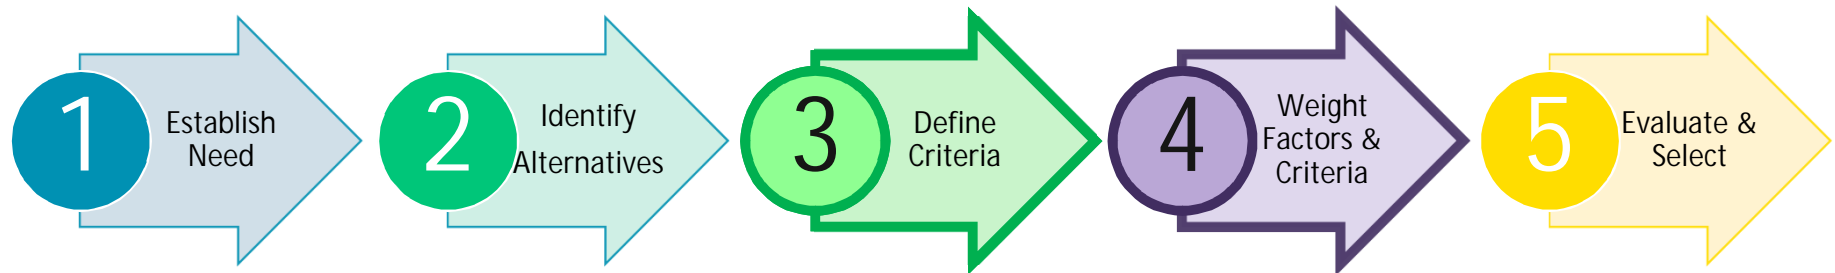 1
Establish
Need
2
Identify
Alternatives
3
Define
Criteria
4
Weight
Factors &
Criteria
5
Evaluate &
Select